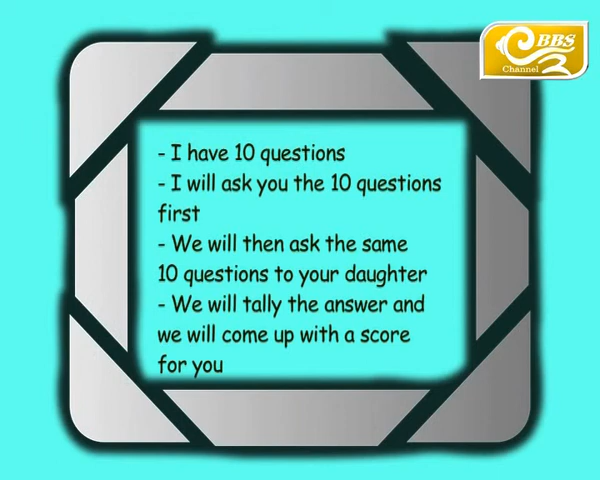 BBS
Channel 2
- I have 10 questions
- I will ask you the 10 questions
first
- We will then ask the same
10 questions to your daughter
- We will tally the answer and
we will come up with a score
for you